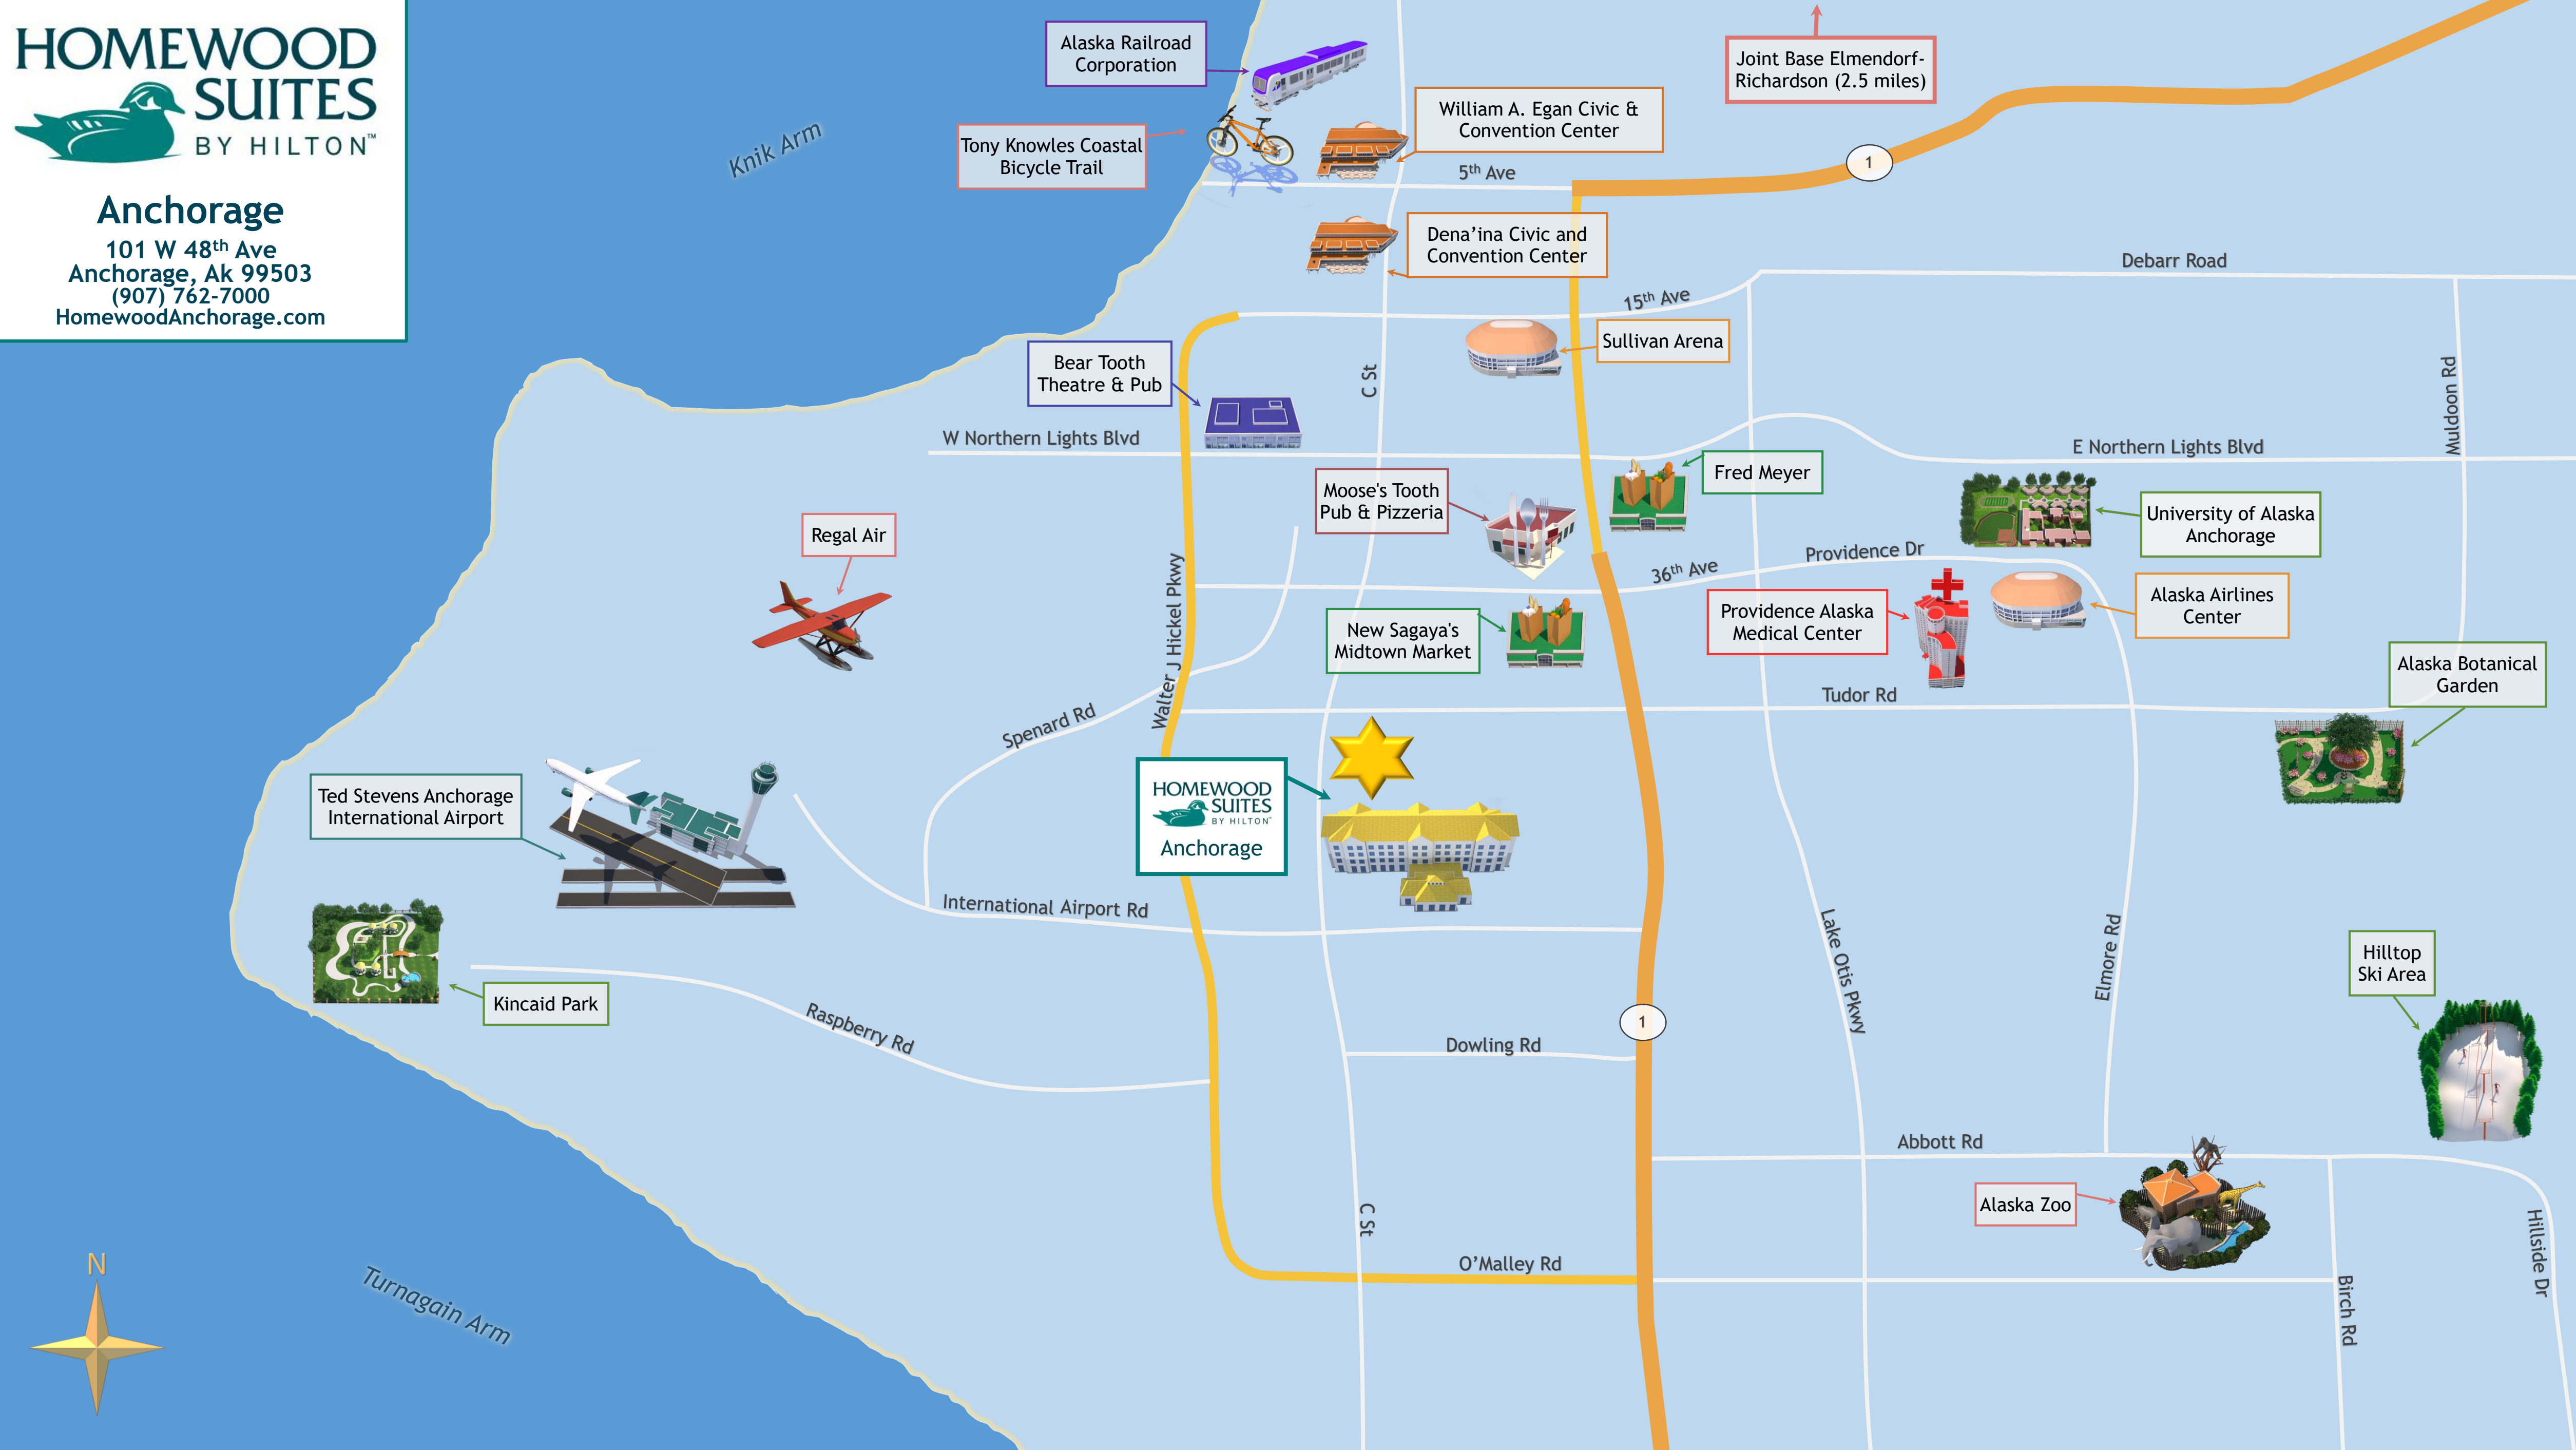 HOMEWOOD
SUITES
BY HILTON™
Anchorage
101 W 48th Ave
Anchorage, Ak 99503
(907) 762-7000
HomewoodAnchorage.com
Knik Arm
Alaska Railroad
Corporation
Tony Knowles Coastal
Bicycle Trail
William A. Egan Civic &
Convention Center
Joint Base Elmendorf-
Richardson (2.5 miles)
1
5th Ave
Dena’ina Civic and
Convention Center
Debarr Road
15th Ave
Sullivan Arena
Bear Tooth
Theatre & Pub
C St
Muldoon Rd
W Northern Lights Blvd
E Northern Lights Blvd
Fred Meyer
Moose's Tooth
Pub & Pizzeria
University of Alaska
Anchorage
Regal Air
Walter J Hickel Pkwy
36th Ave
Providence Dr
New Sagaya's
Midtown Market
Providence Alaska
Medical Center
Alaska Airlines
Center
Alaska Botanical
Garden
Tudor Rd
Spenard Rd
Ted Stevens Anchorage
International Airport
HOMEWOOD
SUITES
BY HILTON™
Anchorage
International Airport Rd
Lake Otis Pkwy
Elmore Rd
Hilltop
Ski Area
Kincaid Park
Raspberry Rd
1
Dowling Rd
Abbott Rd
Alaska Zoo
C St
O’Malley Rd
Hillside Dr
Birch Rd
N
Turnagain Arm